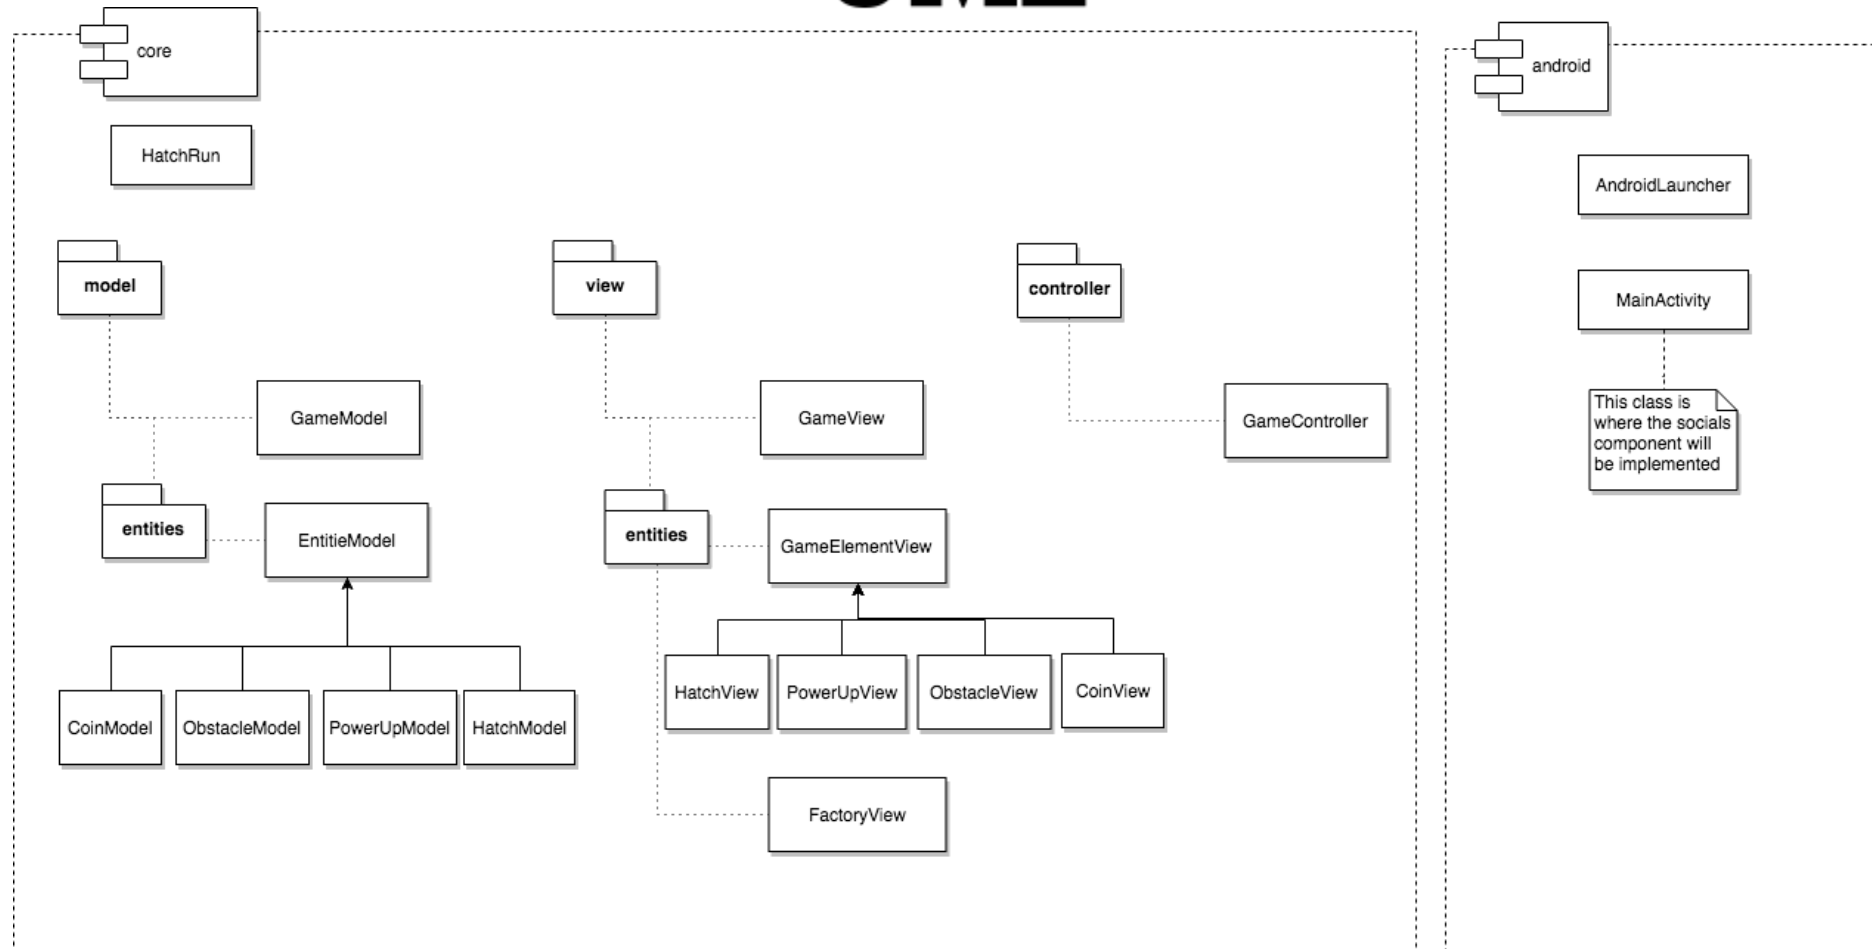 core
android
HatchRun
AndroidLauncher
model
view
controller
MainActivity
GameModel
GameView
GameController
This class is
where the socials
component will
be implemented
entities
EntitieModel
entities
GameElementView
CoinModel
ObstacleModel
PowerUpModel
HatchModel
HatchView
PowerUpView
ObstacleView
CoinView
FactoryView